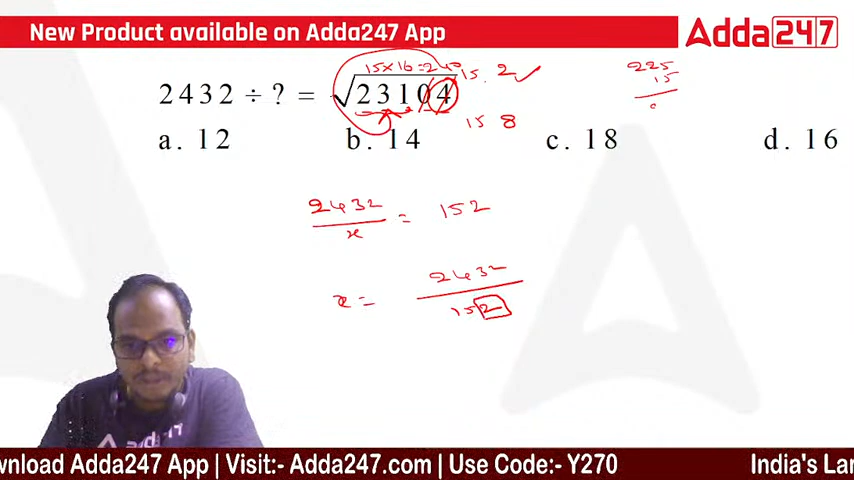 New Product available on Adda247 App
Adda247
15×16=240
15 2
225
15
2432 ÷ ? = √23104
15 8
a. 12 b. 14 c. 18 d. 16
2432/x = 152
x = 2432/152
wnload Adda247 App | Visit:- Adda247.com | Use Code:- Y270 India's La